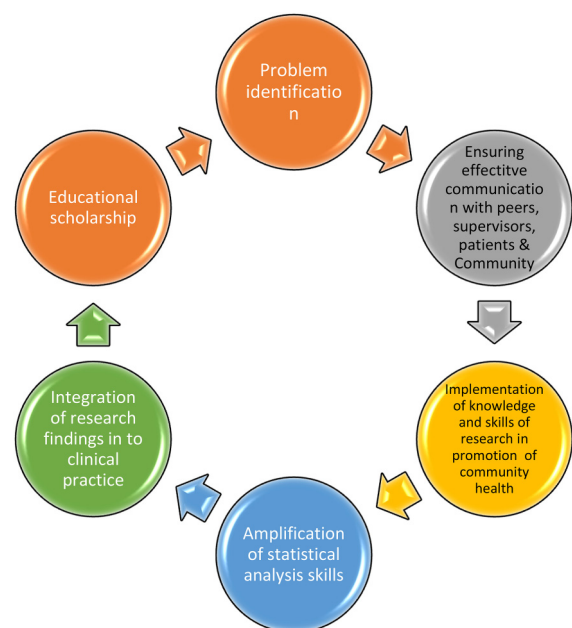 Problem
identificatio
n
Ensuring
effectitve
communicatio
n with peers,
supervisors,
patients &
Community
Implementation
of knowledge
and skills of
research in
promotion of
community
health
Amplification
of statistical
analysis skills
Integration
of research
findings in to
clinical
practice
Educational
scholarship